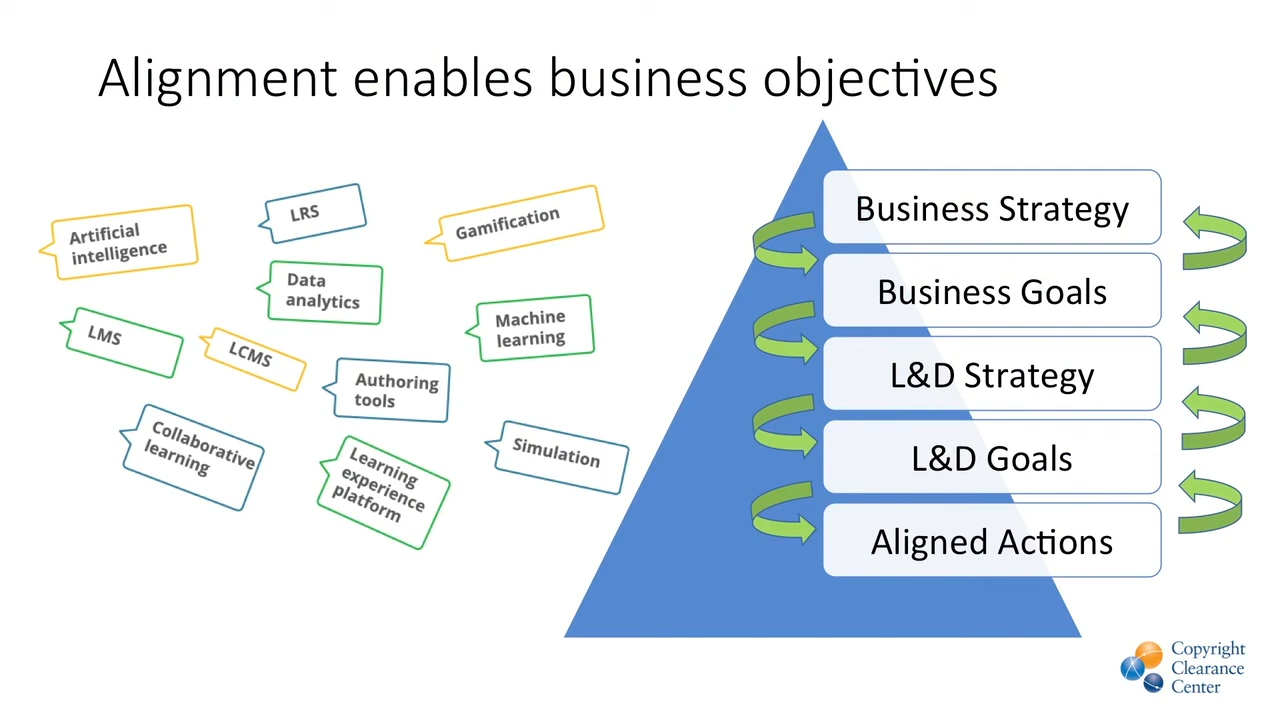 Alignment enables business objectives
Artificial
intelligence
LRS
Gamification
Data
analytics
LMS
LCMS
Machine
learning
Authoring
tools
Collaborative
learning
Learning
experience
platform
Simulation
Business Strategy
Business Goals
L&D Strategy
L&D Goals
Aligned Actions
Copyright
Clearance
Center